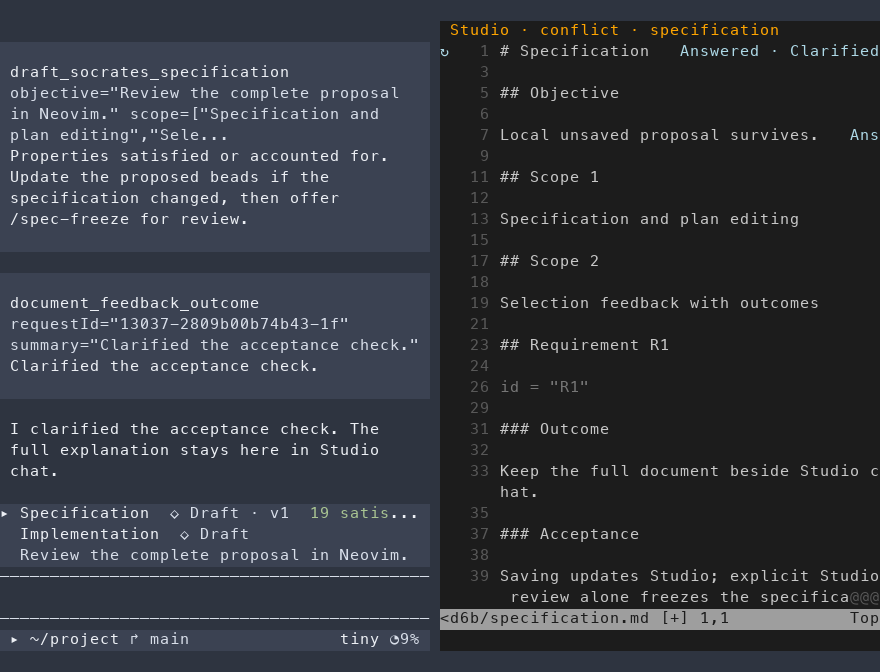 draft_socrates_specification
objective="Review the complete proposal
in Neovim." scope=["Specification and
plan editing","Sele...
Properties satisfied or accounted for.
Update the proposed beads if the
specification changed, then offer
/spec-freeze for review.
document_feedback_outcome
requestId="13037-2809b00b74b43-1f"
summary="Clarified the acceptance check."
Clarified the acceptance check.
I clarified the acceptance check. The
full explanation stays here in Studio
chat.
▸ Specification ◇ Draft · v1 19 satis...
Implementation ◇ Draft
Review the complete proposal in Neovim.
▸ ~/project ↱ main tiny ◔9%
Studio · conflict · specification
↻ 1 # Specification Answered · Clarified
3
5 ## Objective
6
7 Local unsaved proposal survives. Ans
9
11 ## Scope 1
12
13 Specification and plan editing
15
17 ## Scope 2
18
19 Selection feedback with outcomes
21
23 ## Requirement R1
24
26 id = "R1"
29
31 ### Outcome
32
33 Keep the full document beside Studio c
hat.
35
37 ### Acceptance
38
39 Saving updates Studio; explicit Studio
review alone freezes the specifica@@@
<d6b/specification.md [+] 1,1 Top